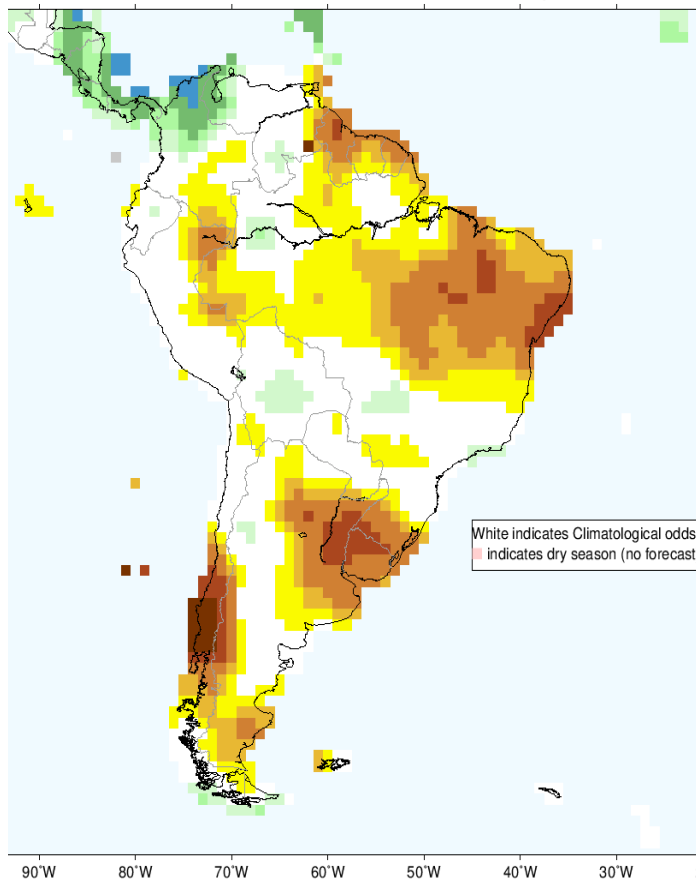 White indicates Climatological odds
indicates dry season (no forecast
90°W 80°W 70°W 60°W 50°W 40°W 30°W